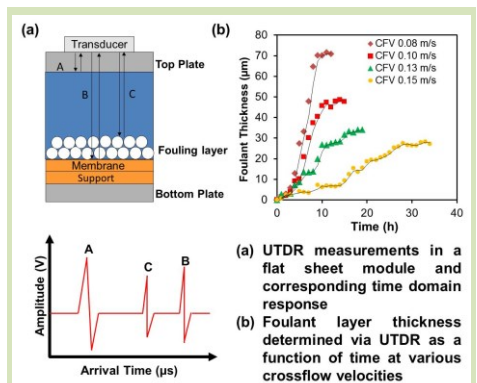 (a)
Transducer
Top Plate
A
B
C
Fouling layer
Membrane
Support
Bottom Plate
Amplitude (V)
A
C
B
Arrival Time (µs)
(b)
Foulant Thickness (µm)
80
70
60
50
40
30
20
10
0
0 10 20 30 40
Time (h)
CFV 0.08 m/s
CFV 0.10 m/s
CFV 0.13 m/s
CFV 0.15 m/s
(a) UTDR measurements in a
flat sheet module and
corresponding time domain
response
(b) Foulant layer thickness
determined via UTDR as a
function of time at various
crossflow velocities